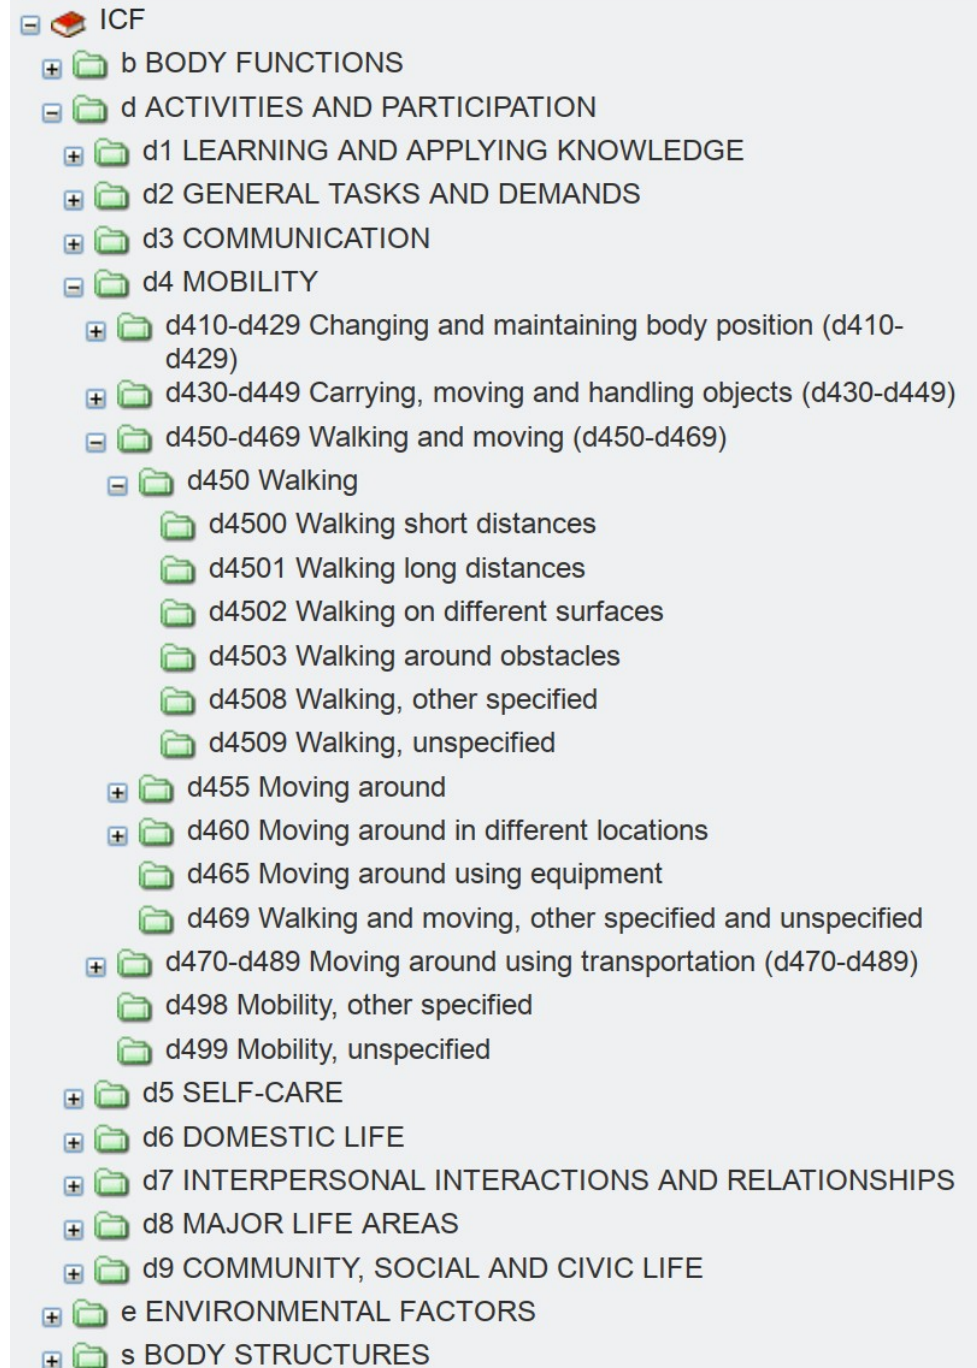 ICF
b BODY FUNCTIONS
d ACTIVITIES AND PARTICIPATION
d1 LEARNING AND APPLYING KNOWLEDGE
d2 GENERAL TASKS AND DEMANDS
d3 COMMUNICATION
d4 MOBILITY
d410-d429 Changing and maintaining body position (d410-
d429)
d430-d449 Carrying, moving and handling objects (d430-d449)
d450-d469 Walking and moving (d450-d469)
d450 Walking
d4500 Walking short distances
d4501 Walking long distances
d4502 Walking on different surfaces
d4503 Walking around obstacles
d4508 Walking, other specified
d4509 Walking, unspecified
d455 Moving around
d460 Moving around in different locations
d465 Moving around using equipment
d469 Walking and moving, other specified and unspecified
d470-d489 Moving around using transportation (d470-d489)
d498 Mobility, other specified
d499 Mobility, unspecified
d5 SELF-CARE
d6 DOMESTIC LIFE
d7 INTERPERSONAL INTERACTIONS AND RELATIONSHIPS
d8 MAJOR LIFE AREAS
d9 COMMUNITY, SOCIAL AND CIVIC LIFE
e ENVIRONMENTAL FACTORS
s BODY STRUCTURES